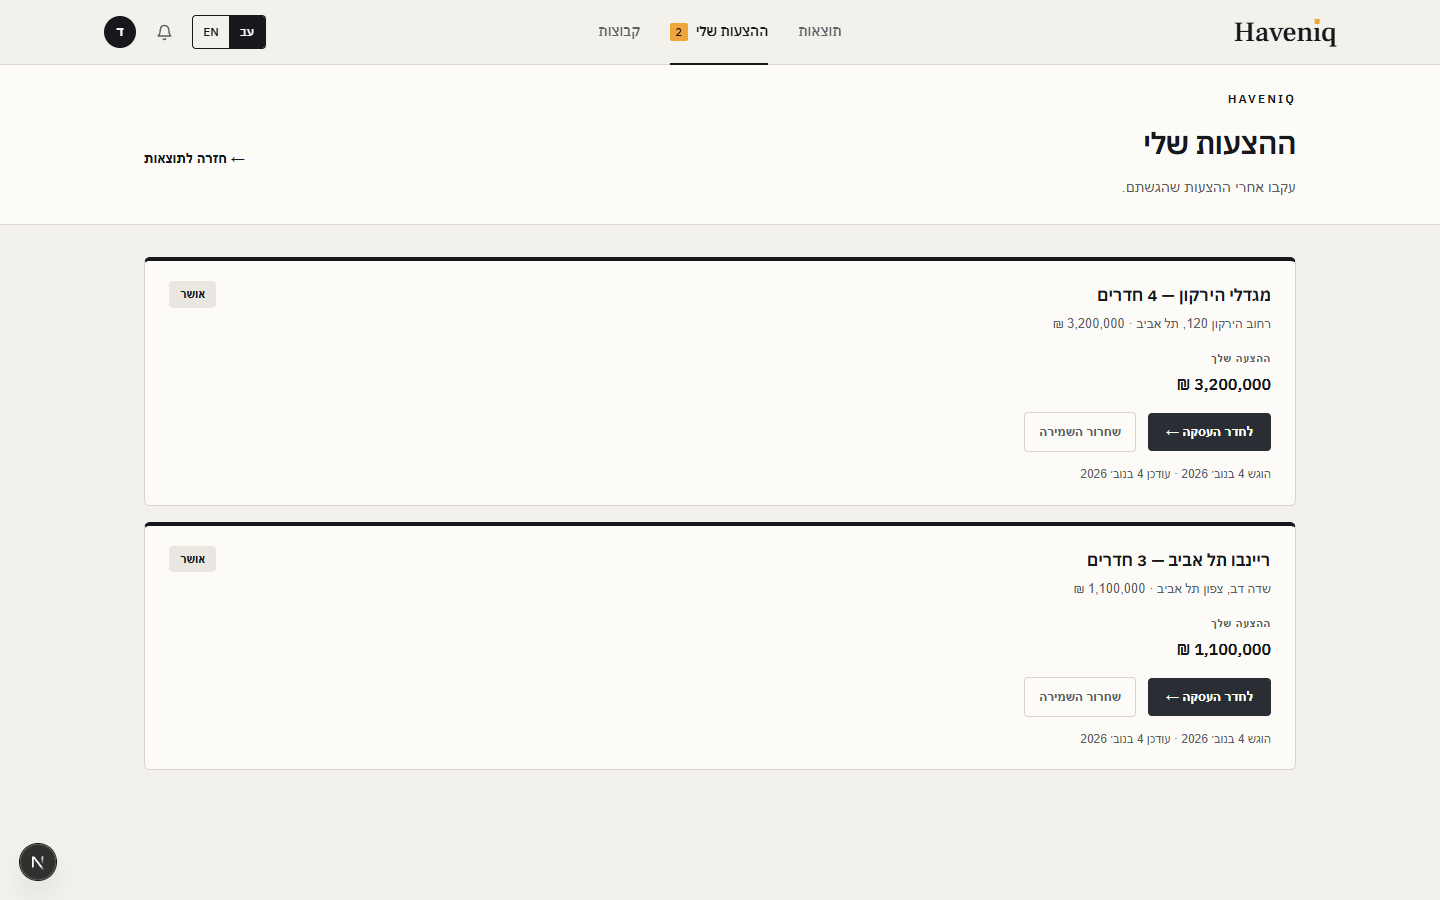 Haveniq
תוצאות
ההצעות שלי 2
קבוצות
עב EN
ד
HAVENIQ
ההצעות שלי
עקבו אחרי ההצעות שהגשתם.
← חזרה לתוצאות
מגדלי הירקון — 4 חדרים
אושר
רחוב הירקון 120, תל אביב · 3,200,000 ₪
ההצעה שלך
3,200,000 ₪
לחדר העסקה ←
שחרור השמירה
הוגש 4 בנוב׳ 2026 · עודכן 4 בנוב׳ 2026
ריינבו תל אביב — 3 חדרים
אושר
שדה דב, צפון תל אביב · 1,100,000 ₪
ההצעה שלך
1,100,000 ₪
לחדר העסקה ←
שחרור השמירה
הוגש 4 בנוב׳ 2026 · עודכן 4 בנוב׳ 2026
N